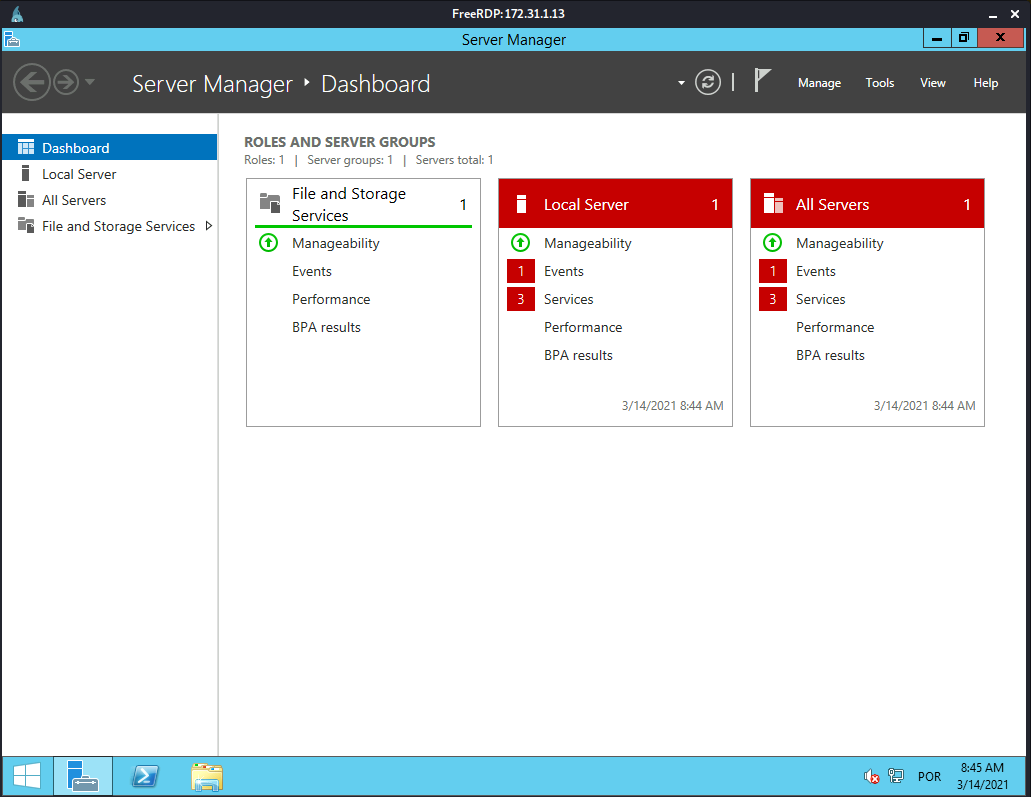 FreeRDP:172.31.1.13
Server Manager
Server Manager ‣ Dashboard
Manage Tools View Help
Dashboard
Local Server
All Servers
File and Storage Services
ROLES AND SERVER GROUPS
Roles: 1 | Server groups: 1 | Servers total: 1
File and Storage
Services
1
Manageability
Events
Performance
BPA results
Local Server 1
Manageability
1 Events
3 Services
Performance
BPA results
3/14/2021 8:44 AM
All Servers 1
Manageability
1 Events
3 Services
Performance
BPA results
3/14/2021 8:44 AM
POR
8:45 AM
3/14/2021